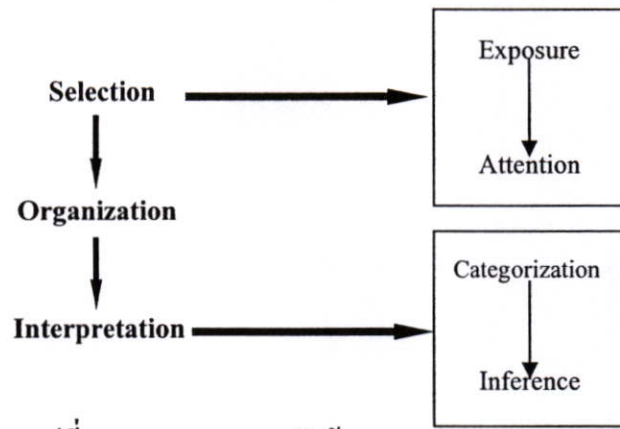 Exposure
Selection
Attention
Organization
Categorization
Interpretation
Inference